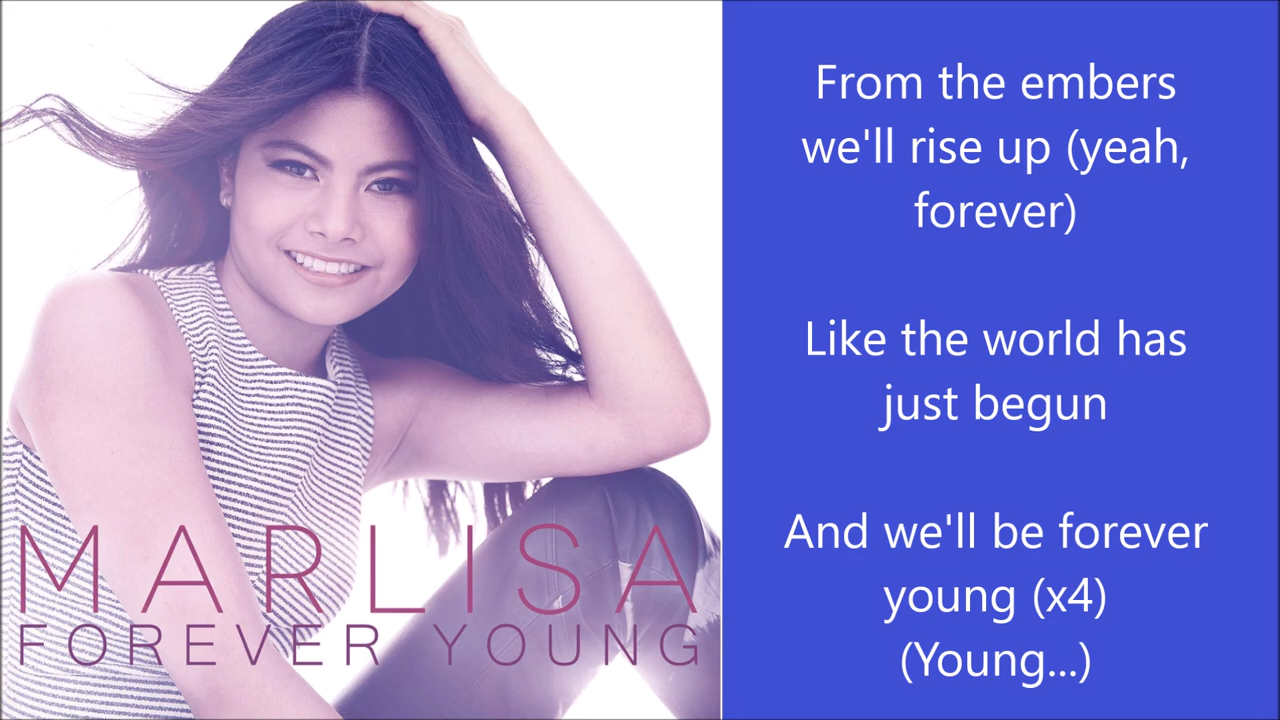 MARLISA
FOREVER YOUNG
From the embers
we'll rise up (yeah,
forever)
Like the world has
just begun
And we'll be forever
young (x4)
(Young...)